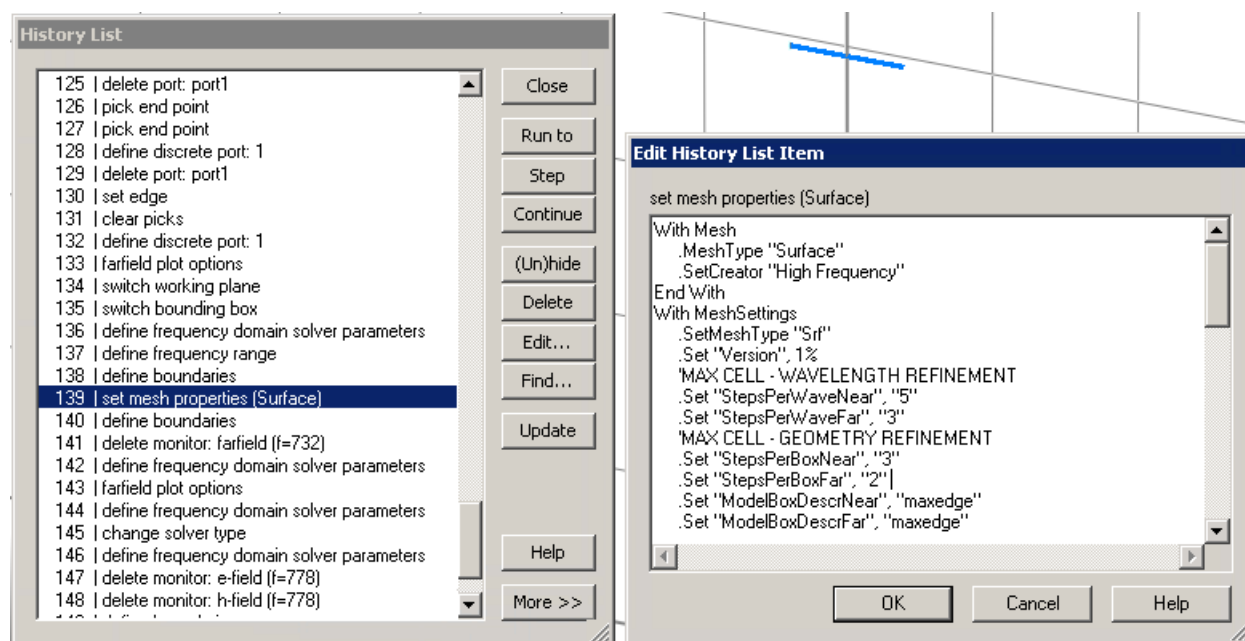 History List
125 | delete port: port1
126 | pick end point
127 | pick end point
128 | define discrete port: 1
129 | delete port: port1
130 | set edge
131 | clear picks
132 | define discrete port: 1
133 | farfield plot options
134 | switch working plane
135 | switch bounding box
136 | define frequency domain solver parameters
137 | define frequency range
138 | define boundaries
139 | set mesh properties (Surface)
140 | define boundaries
141 | delete monitor: farfield (f=732)
142 | define frequency domain solver parameters
143 | farfield plot options
144 | define frequency domain solver parameters
145 | change solver type
146 | define frequency domain solver parameters
147 | delete monitor: e-field (f=778)
148 | delete monitor: h-field (f=778)
Close
Run to
Step
Continue
(Un)hide
Delete
Edit...
Find...
Update
Help
More >>
Edit History List Item
set mesh properties (Surface)
With Mesh
.MeshType "Surface"
.SetCreator "High Frequency"
End With
With MeshSettings
.SetMeshType "Srf"
.Set "Version", 1%
'MAX CELL - WAVELENGTH REFINEMENT
.Set "StepsPerWaveNear", "5"
.Set "StepsPerWaveFar", "3"
'MAX CELL - GEOMETRY REFINEMENT
.Set "StepsPerBoxNear", "3"
.Set "StepsPerBoxFar", "2"
.Set "ModelBoxDescrNear", "maxedge"
.Set "ModelBoxDescrFar", "maxedge"
OK
Cancel
Help